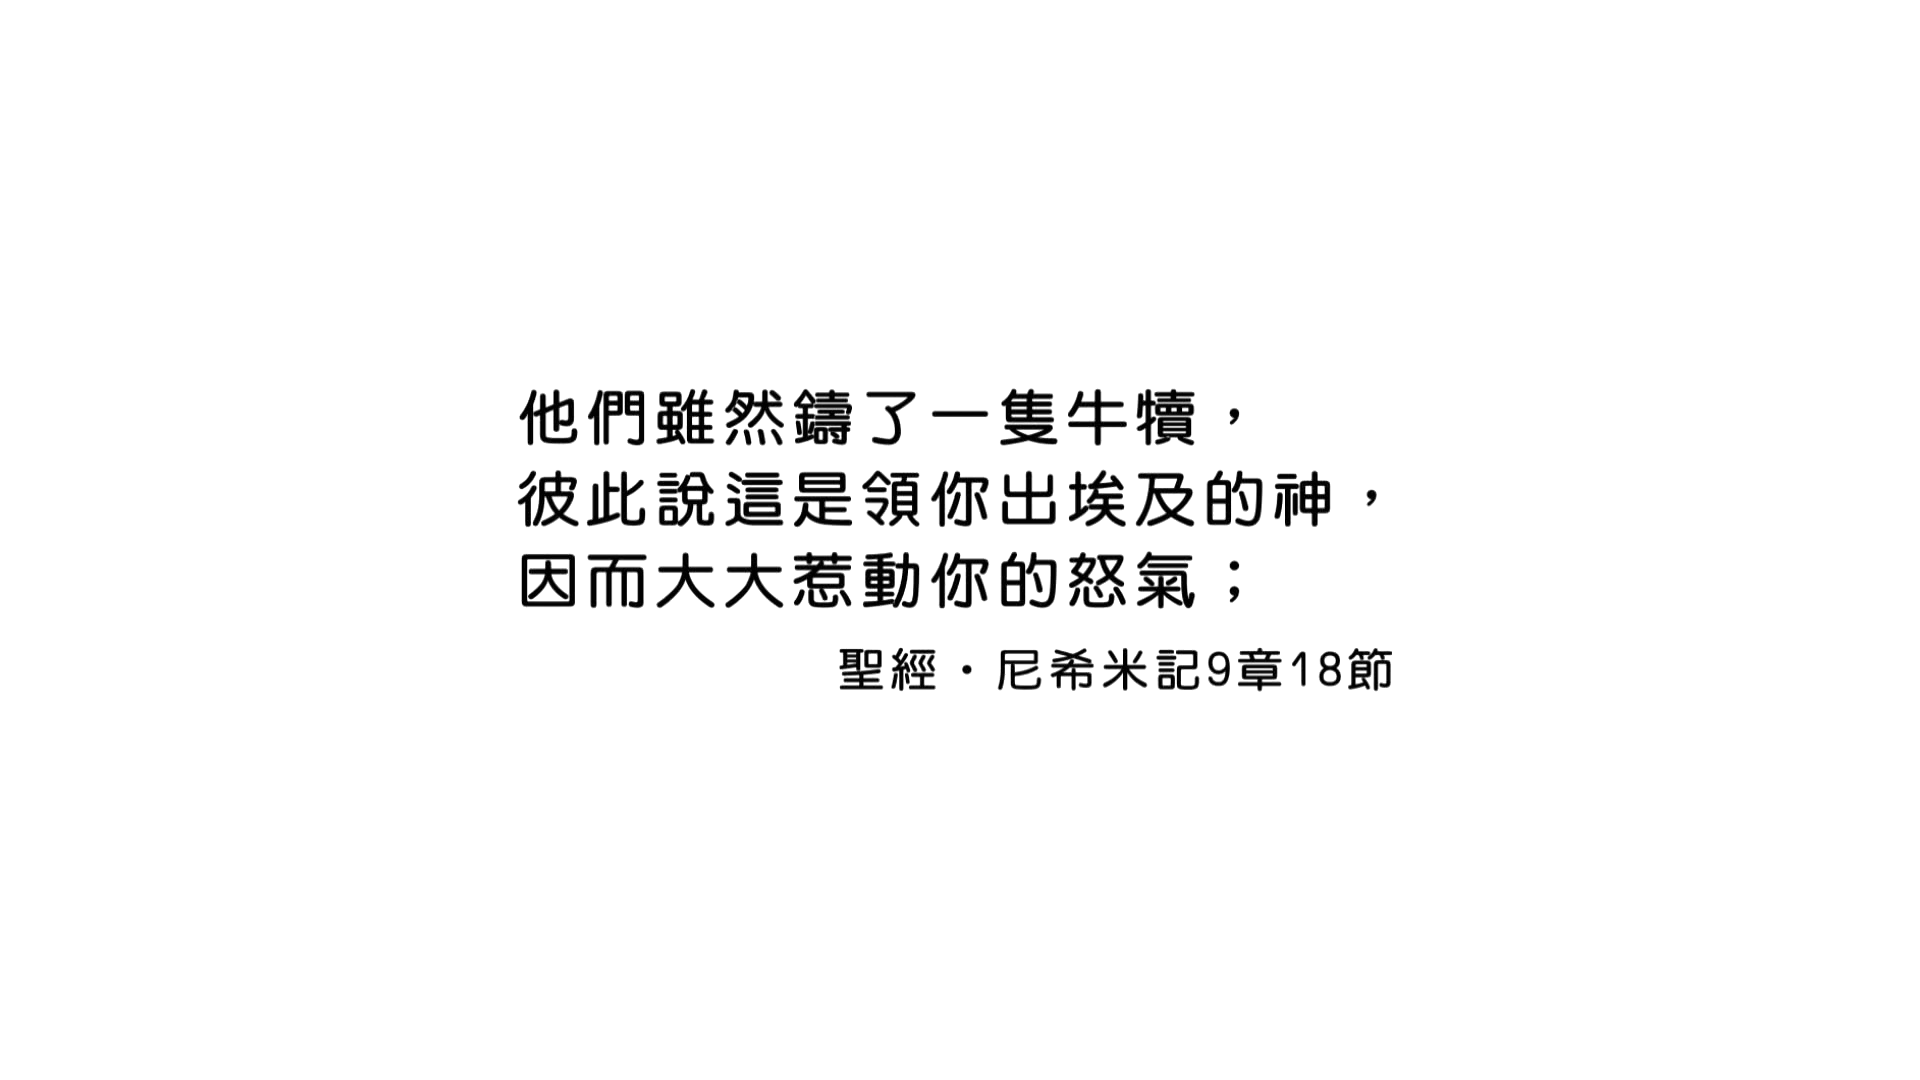 他們雖然鑄了一隻牛犢，
彼此說這是領你出埃及的神，
因而大大惹動你的怒氣；
聖經・尼希米記9章18節